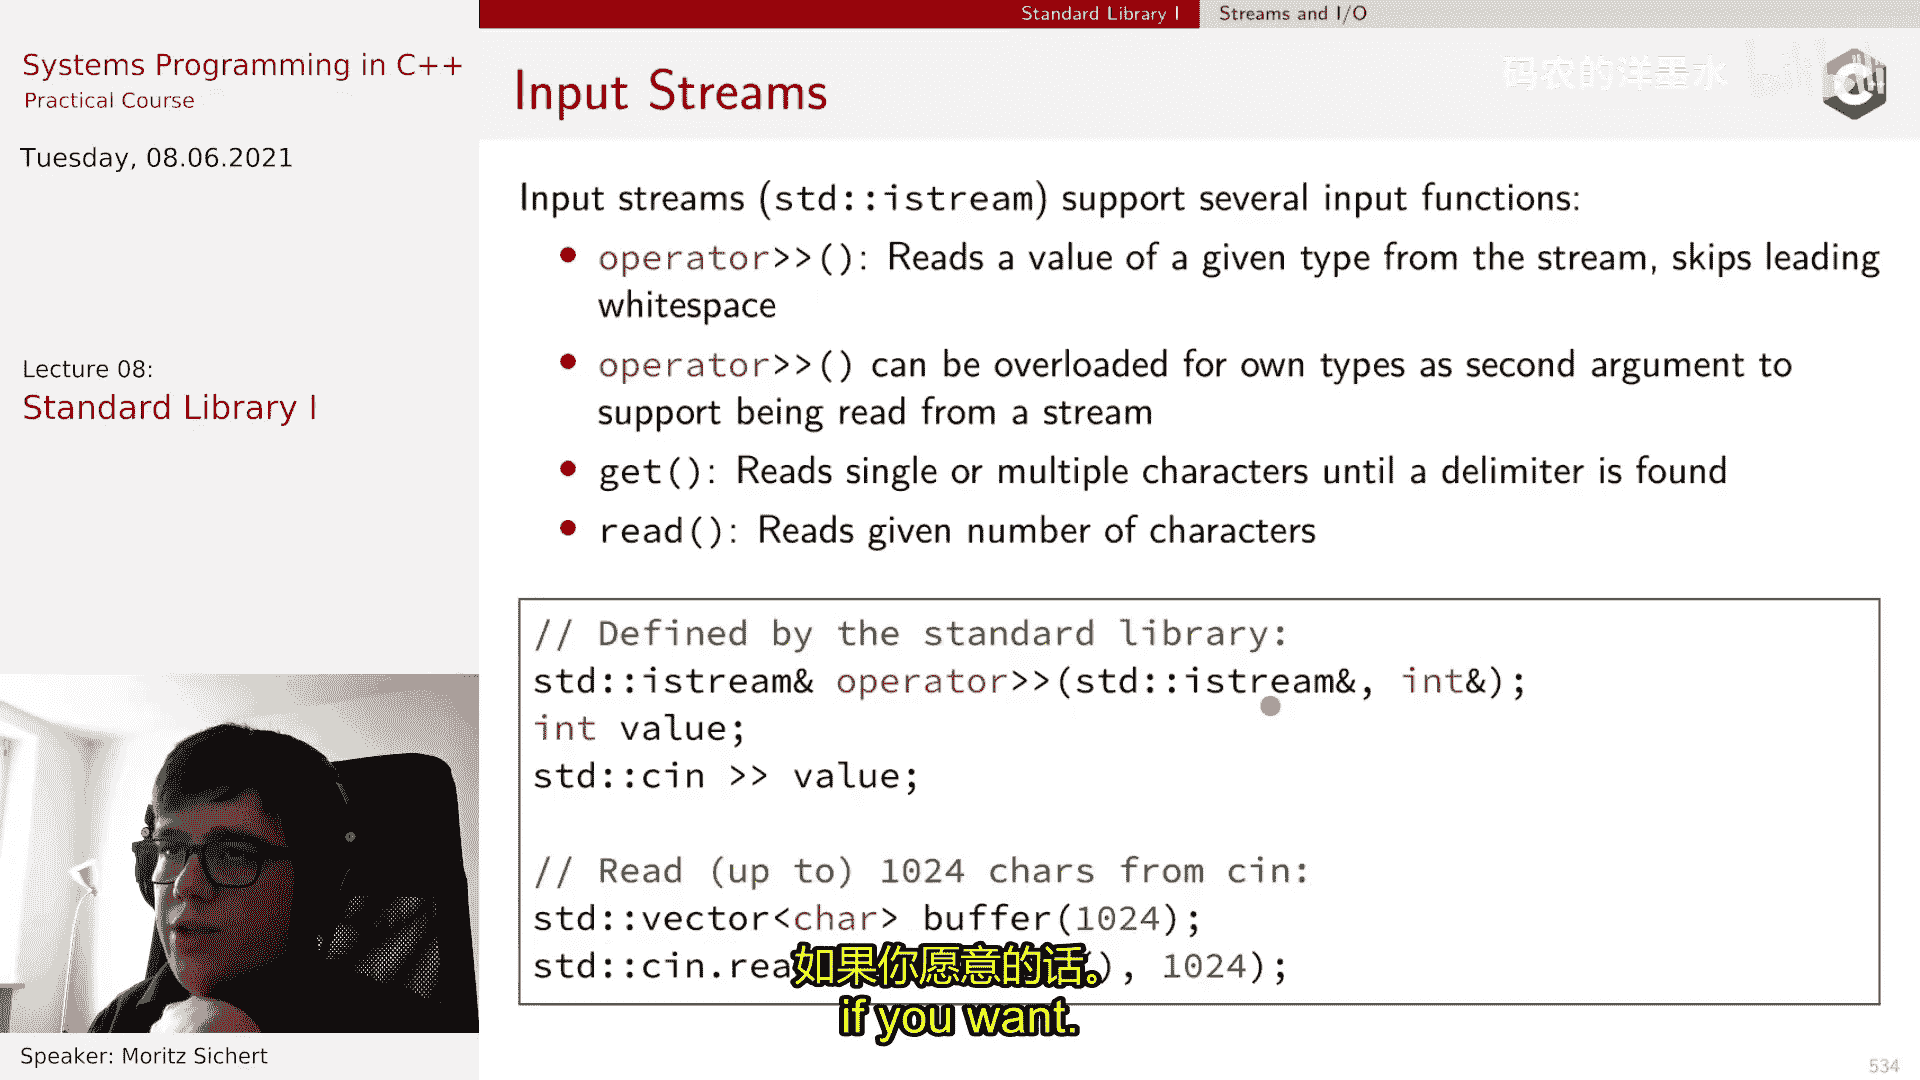 Standard Library I
Streams and I/O
Systems Programming in C++
Practical Course
Tuesday, 08.06.2021
Lecture 08:
Standard Library I
Speaker: Moritz Sichert
Input Streams
码农的洋墨水
Input streams (std::istream) support several input functions:
operator>>(): Reads a value of a given type from the stream, skips leading
whitespace
operator>>() can be overloaded for own types as second argument to
support being read from a stream
get(): Reads single or multiple characters until a delimiter is found
read(): Reads given number of characters
// Defined by the standard library:
std::istream& operator>>(std::istream&, int&);
int value;
std::cin >> value;
// Read (up to) 1024 chars from cin:
std::vector<char> buffer(1024);
std::cin.rea), 1024);
如果你愿意的话。
if you want.
534